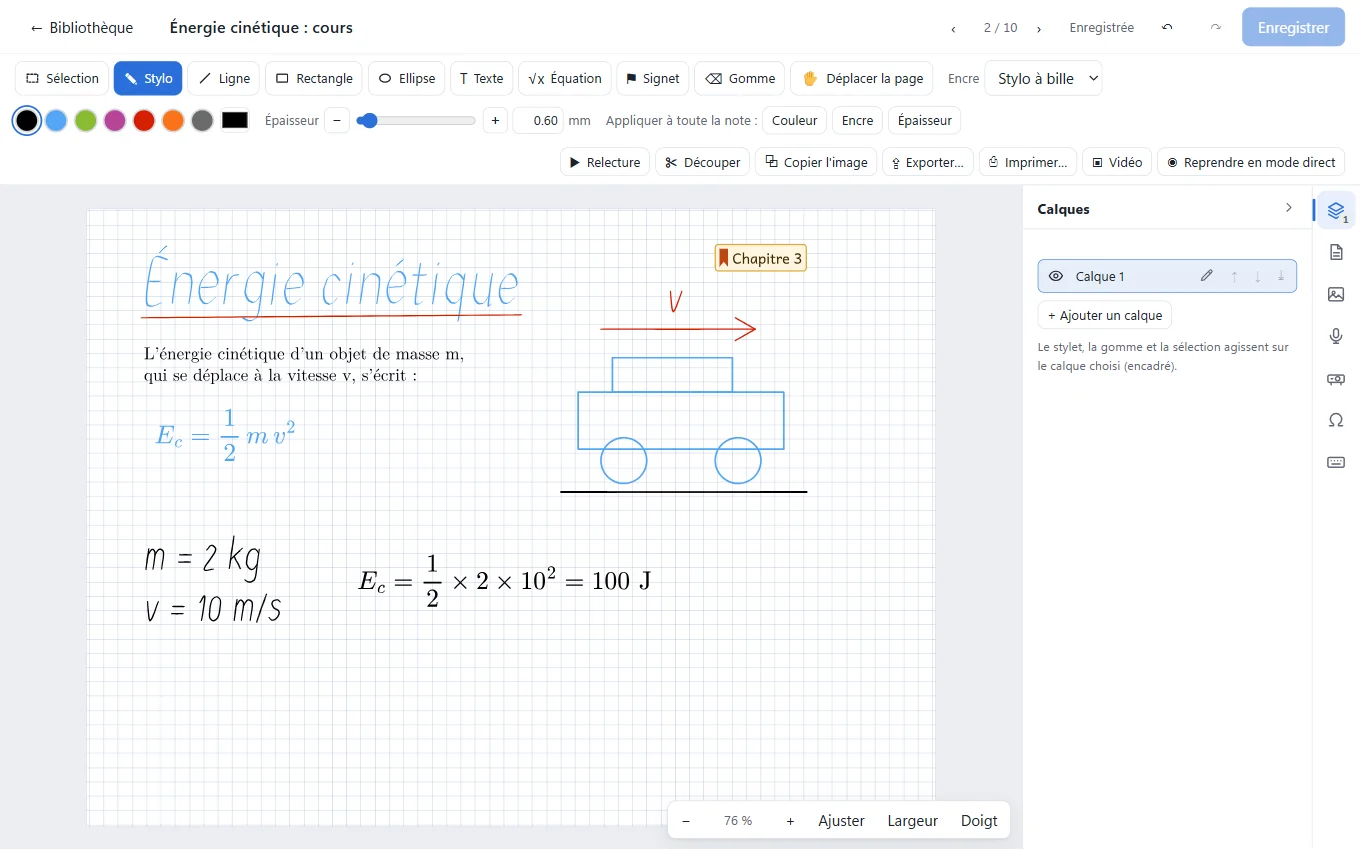 ← Bibliothèque Énergie cinétique : cours ‹ 2 / 10 › Enregistrée Enregistrer
Sélection Stylo Ligne Rectangle Ellipse T Texte √x Équation Signet Gomme Déplacer la page Encre Stylo à bille
Épaisseur − + 0.60 mm Appliquer à toute la note : Couleur Encre Épaisseur
Relecture Découper Copier l'image Exporter... Imprimer... Vidéo Reprendre en mode direct
Calques
1
Calque 1
+ Ajouter un calque
Le stylet, la gomme et la sélection agissent sur
le calque choisi (encadré).
Énergie cinétique
Chapitre 3
v
L'énergie cinétique d'un objet de masse m,
qui se déplace à la vitesse v, s'écrit :
E_c = 1/2 m v²
m = 2 kg
v = 10 m/s
E_c = 1/2 × 2 × 10² = 100 J
− 76 % + Ajuster Largeur Doigt